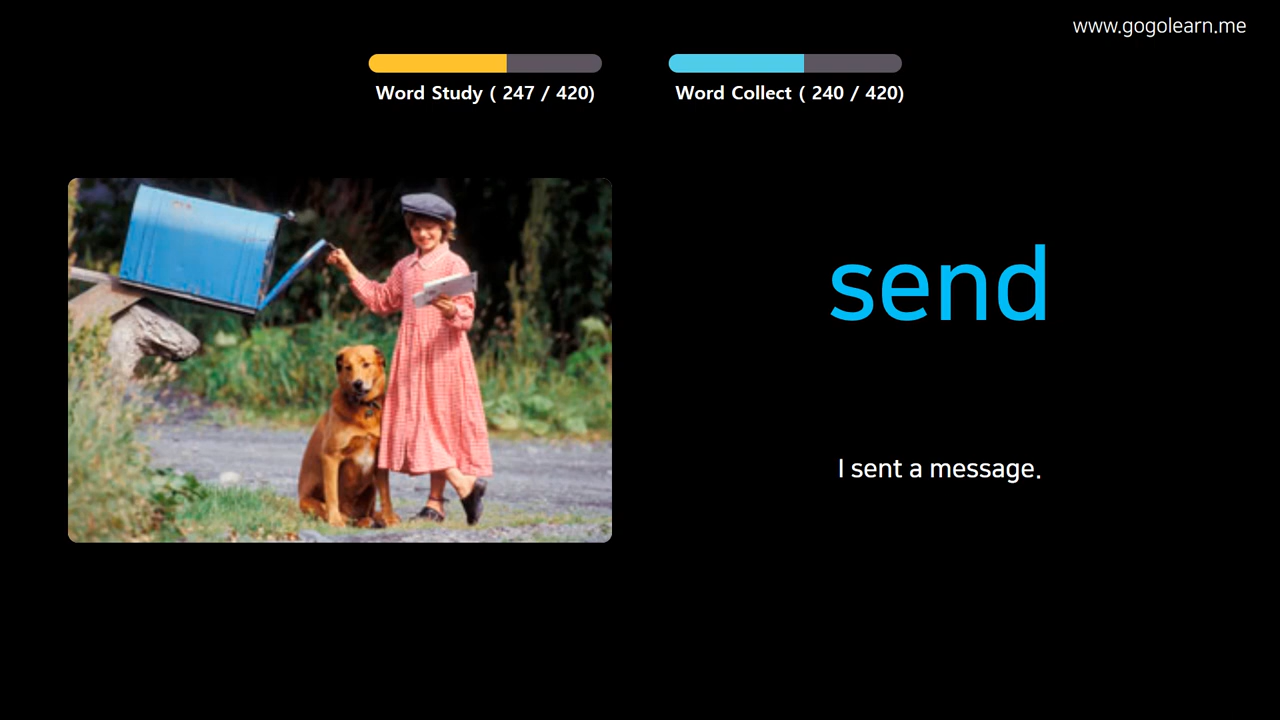 www.gogolearn.me
Word Study ( 247 / 420)
Word Collect ( 240 / 420)
send
I sent a message.